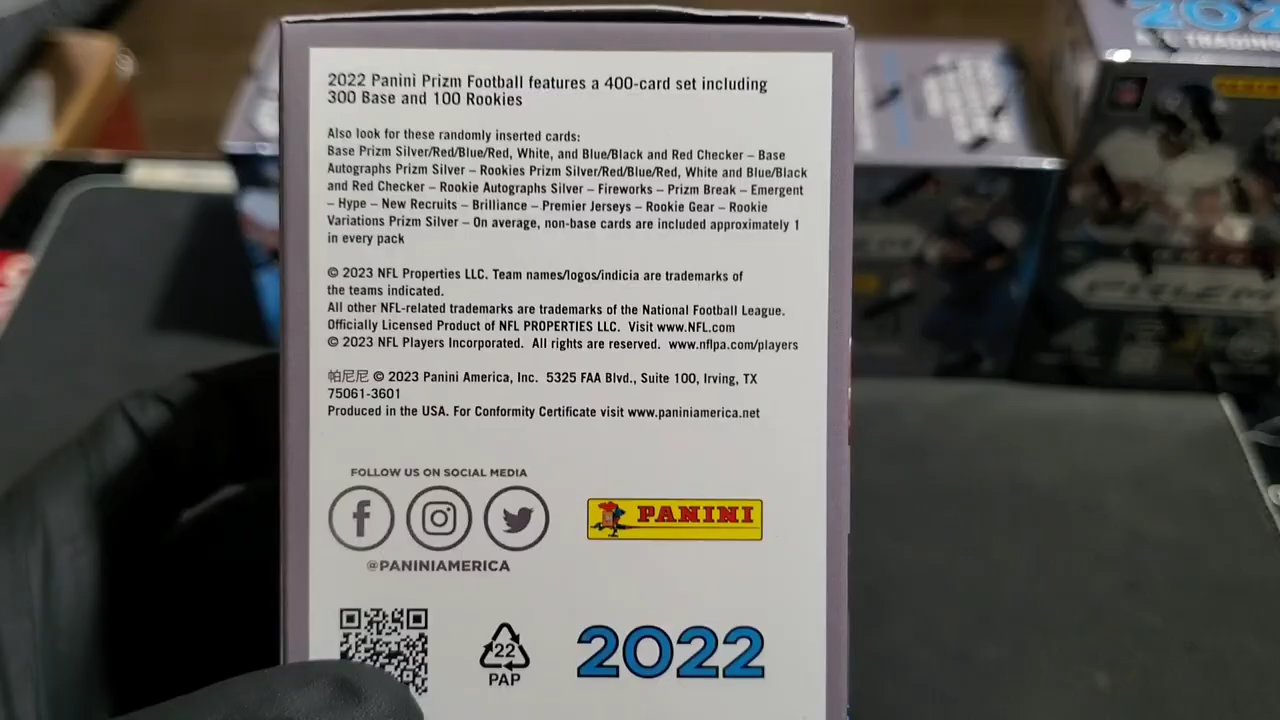 2022 Panini Prizm Football features a 400-card set including
300 Base and 100 Rookies
Also look for these randomly inserted cards:
Base Prizm Silver/Red/Blue/Red, White, and Blue/Black and Red Checker – Base
Autographs Prizm Silver – Rookies Prizm Silver/Red/Blue/Red, White and Blue/Black
and Red Checker – Rookie Autographs Silver – Fireworks – Prizm Break – Emergent
– Hype – New Recruits – Brilliance – Premier Jerseys – Rookie Gear – Rookie
Variations Prizm Silver – On average, non-base cards are included approximately 1
in every pack
© 2023 NFL Properties LLC. Team names/logos/indicia are trademarks of
the teams indicated.
All other NFL-related trademarks are trademarks of the National Football League.
Officially Licensed Product of NFL PROPERTIES LLC. Visit www.NFL.com
© 2023 NFL Players Incorporated. All rights are reserved. www.nflpa.com/players
帕尼尼 © 2023 Panini America, Inc. 5325 FAA Blvd., Suite 100, Irving, TX
75061-3601
Produced in the USA. For Conformity Certificate visit www.paniniamerica.net
FOLLOW US ON SOCIAL MEDIA
PANINI
@PANINIAMERICA
22
PAP
2022
202
TRADING
PANINI
PRIZM